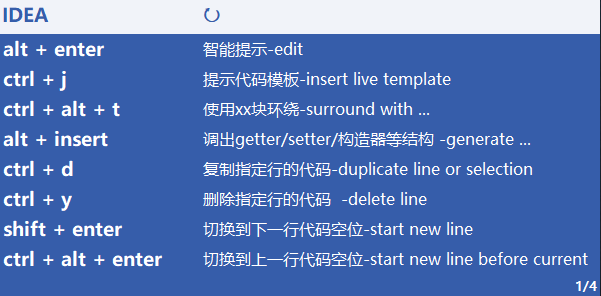 IDEA
alt + enter 智能提示-edit
ctrl + j 提示代码模板-insert live template
ctrl + alt + t 使用xx块环绕-surround with ...
alt + insert 调出getter/setter/构造器等结构 -generate ...
ctrl + d 复制指定行的代码-duplicate line or selection
ctrl + y 删除指定行的代码 -delete line
shift + enter 切换到下一行代码空位-start new line
ctrl + alt + enter 切换到上一行代码空位-start new line before current
1/4